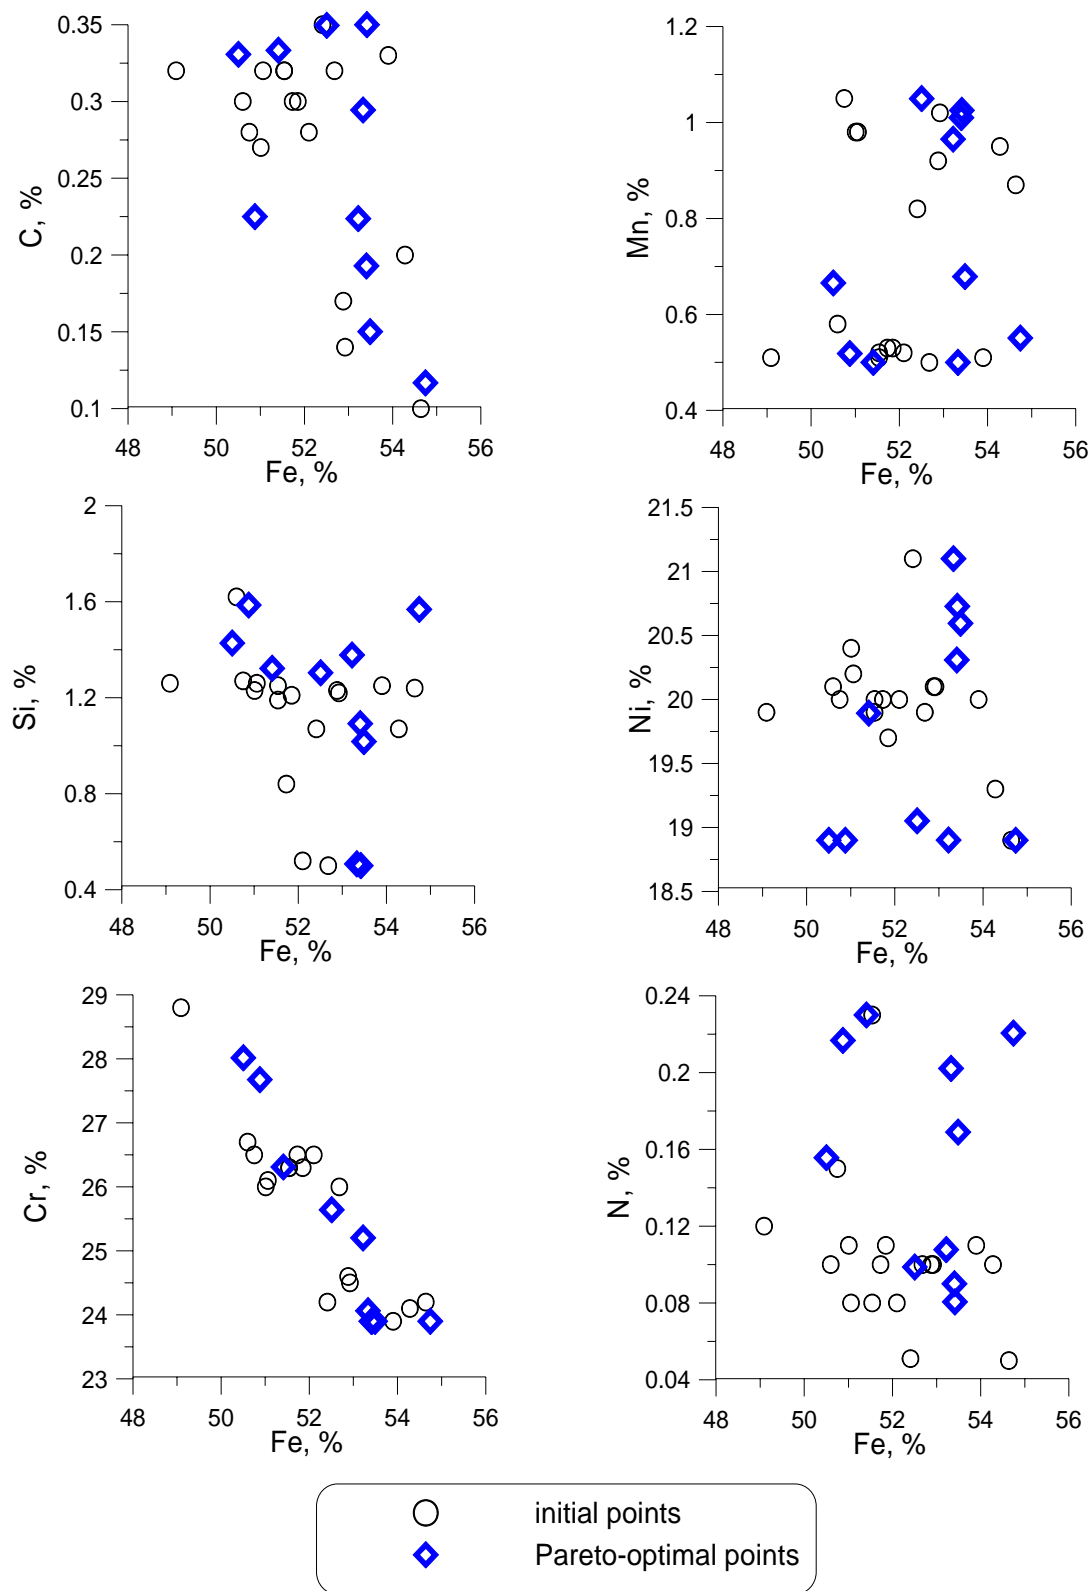 0.35
0.3
0.25
0.2
0.15
0.1
C, %
48 50 52 54 56
Fe, %
1.2
1
0.8
0.6
0.4
Mn, %
48 50 52 54 56
Fe, %
2
1.6
1.2
0.8
0.4
Si, %
48 50 52 54 56
Fe, %
21.5
21
20.5
20
19.5
19
18.5
Ni, %
48 50 52 54 56
Fe, %
29
28
27
26
25
24
23
Cr, %
48 50 52 54 56
Fe, %
0.24
0.2
0.16
0.12
0.08
0.04
N, %
48 50 52 54 56
Fe, %
initial points
Pareto-optimal points